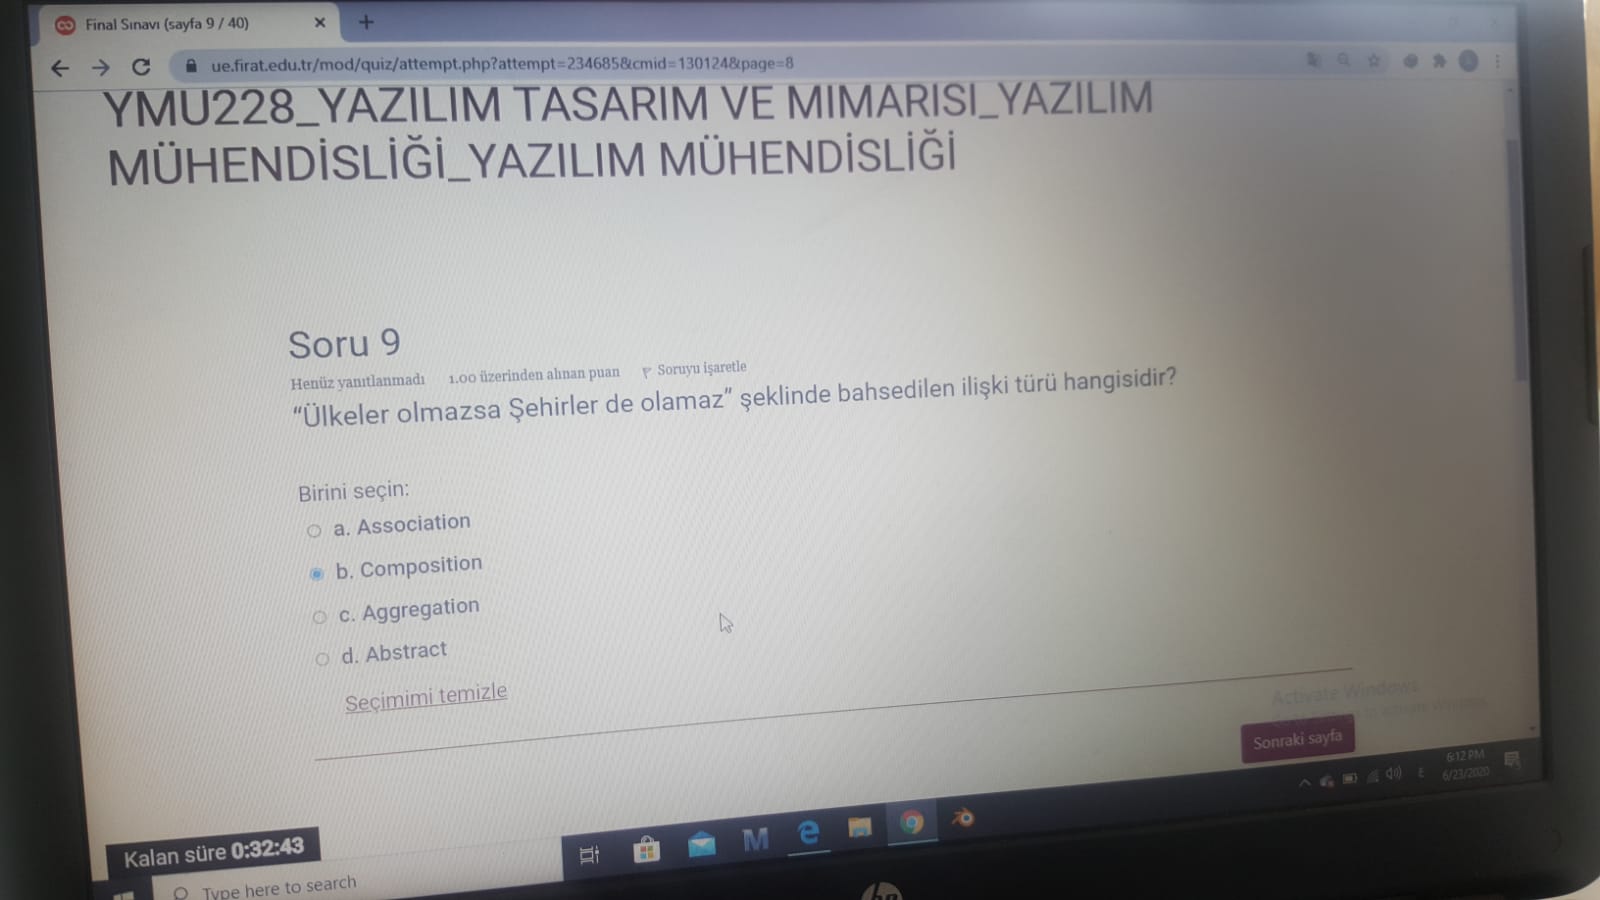 Final Sınavı (sayfa 9 / 40)
ue.firat.edu.tr/mod/quiz/attempt.php?attempt=234685&cmid=130124&page=8
YMU228_YAZILIM TASARIM VE MIMARISI_YAZILIM
MÜHENDİSLİĞİ_YAZILIM MÜHENDİSLİĞİ
Soru 9
Henüz yanıtlanmadı 1.00 üzerinden alınan puan Soruyu işaretle
“Ülkeler olmazsa Şehirler de olamaz” şeklinde bahsedilen ilişki türü hangisidir?
Birini seçin:
a. Association
b. Composition
c. Aggregation
d. Abstract
Seçimimi temizle
Activate Windows
to activate Windows.
Sonraki sayfa
6:12 PM
6/23/2020
Kalan süre 0:32:43
Type here to search
hp